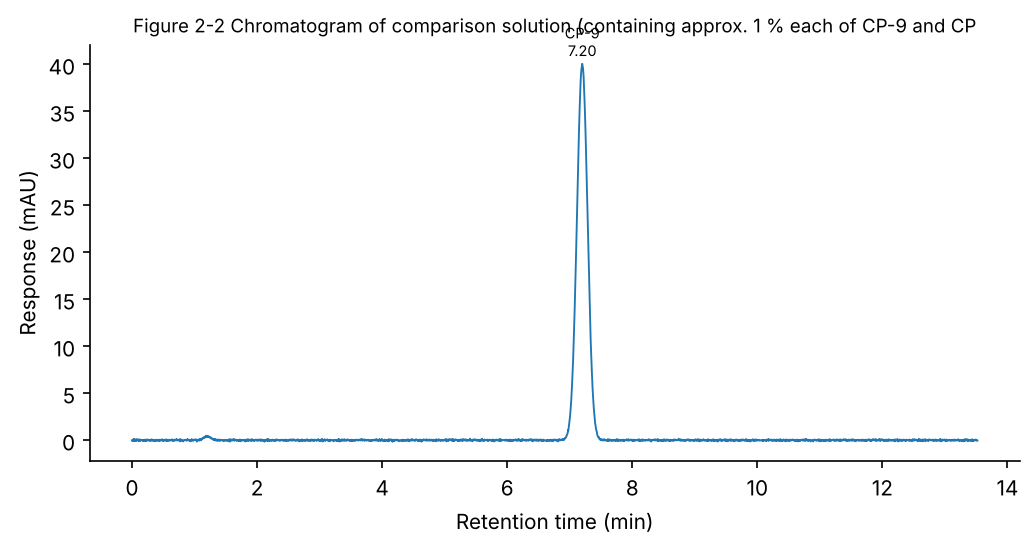 Figure 2-2 Chromatogram of comparison solution (containing approx. 1 % each of CP-9 and CP
CP-9
7.20
40
35
30
25
20
15
10
5
0
Response (mAU)
0 2 4 6 8 10 12 14
Retention time (min)